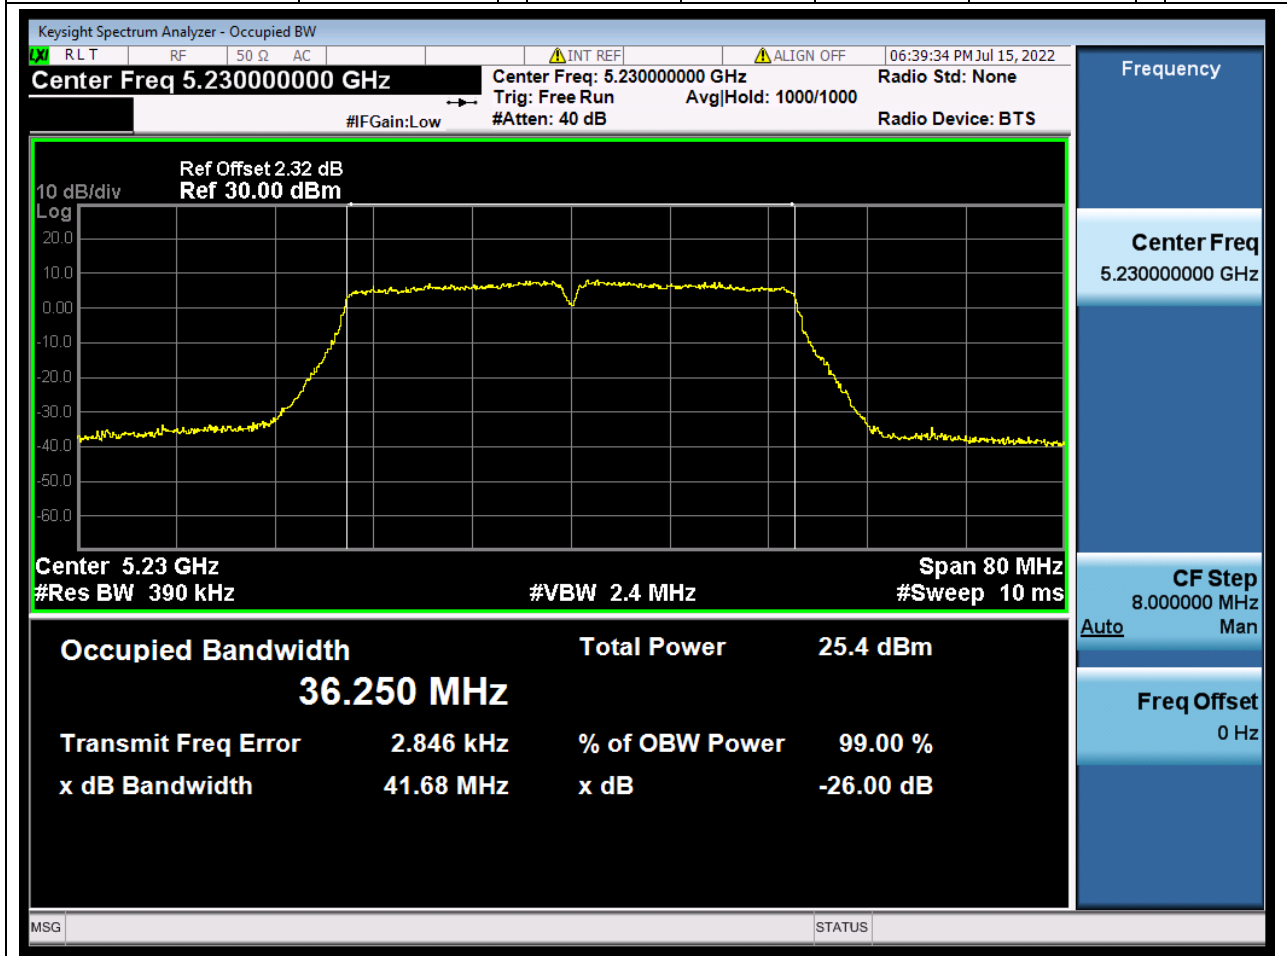 Keysight Spectrum Analyzer - Occupied BW
LXI RLT RF 50 Ω AC INT REF ALIGN OFF 06:39:34 PM Jul 15, 2022
Center Freq 5.230000000 GHz
Center Freq: 5.230000000 GHz Radio Std: None
Trig: Free Run Avg|Hold: 1000/1000
#IFGain:Low #Atten: 40 dB Radio Device: BTS
Ref Offset 2.32 dB
10 dB/div Ref 30.00 dBm
Log
20.0
10.0
0.00
-10.0
-20.0
-30.0
-40.0
-50.0
-60.0
Center 5.23 GHz Span 80 MHz
#Res BW 390 kHz #VBW 2.4 MHz #Sweep 10 ms
Occupied Bandwidth Total Power 25.4 dBm
36.250 MHz
Transmit Freq Error 2.846 kHz % of OBW Power 99.00 %
x dB Bandwidth 41.68 MHz x dB -26.00 dB
MSG STATUS
Frequency
Center Freq
5.230000000 GHz
CF Step
8.000000 MHz
Auto Man
Freq Offset
0 Hz